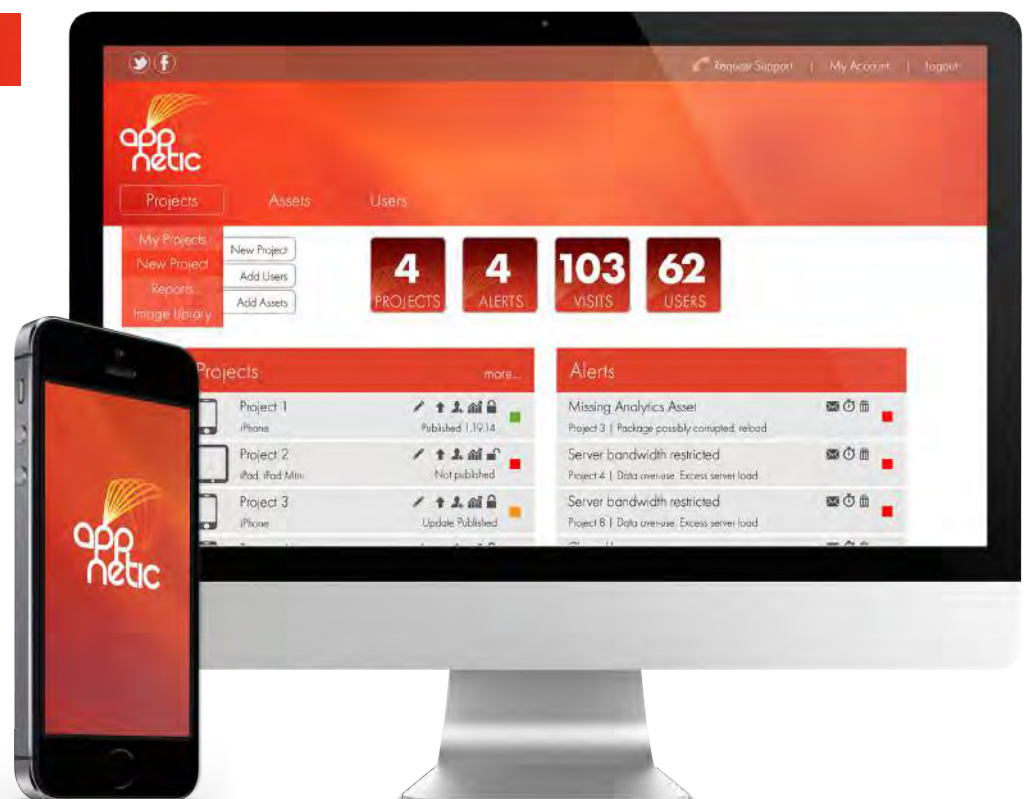 Request Support | My Account | logout
app
netic
Projects Assets Users
My Projects
New Project
Reports
Image Library
New Project
Add Users
Add Assets
4
PROJECTS
4
ALERTS
103
VISITS
62
USERS
Projects more...
Project 1
iPhone Published 1.19.14
Project 2
iPad, iPad Mini Not published
Project 3
iPhone Update Published
Alerts
Missing Analytics Asset
Project 3 | Package possibly corrupted, reload
Server bandwidth restricted
Project 4 | Data over-use. Excess server load
Server bandwidth restricted
Project 8 | Data over-use. Excess server load
app
netic